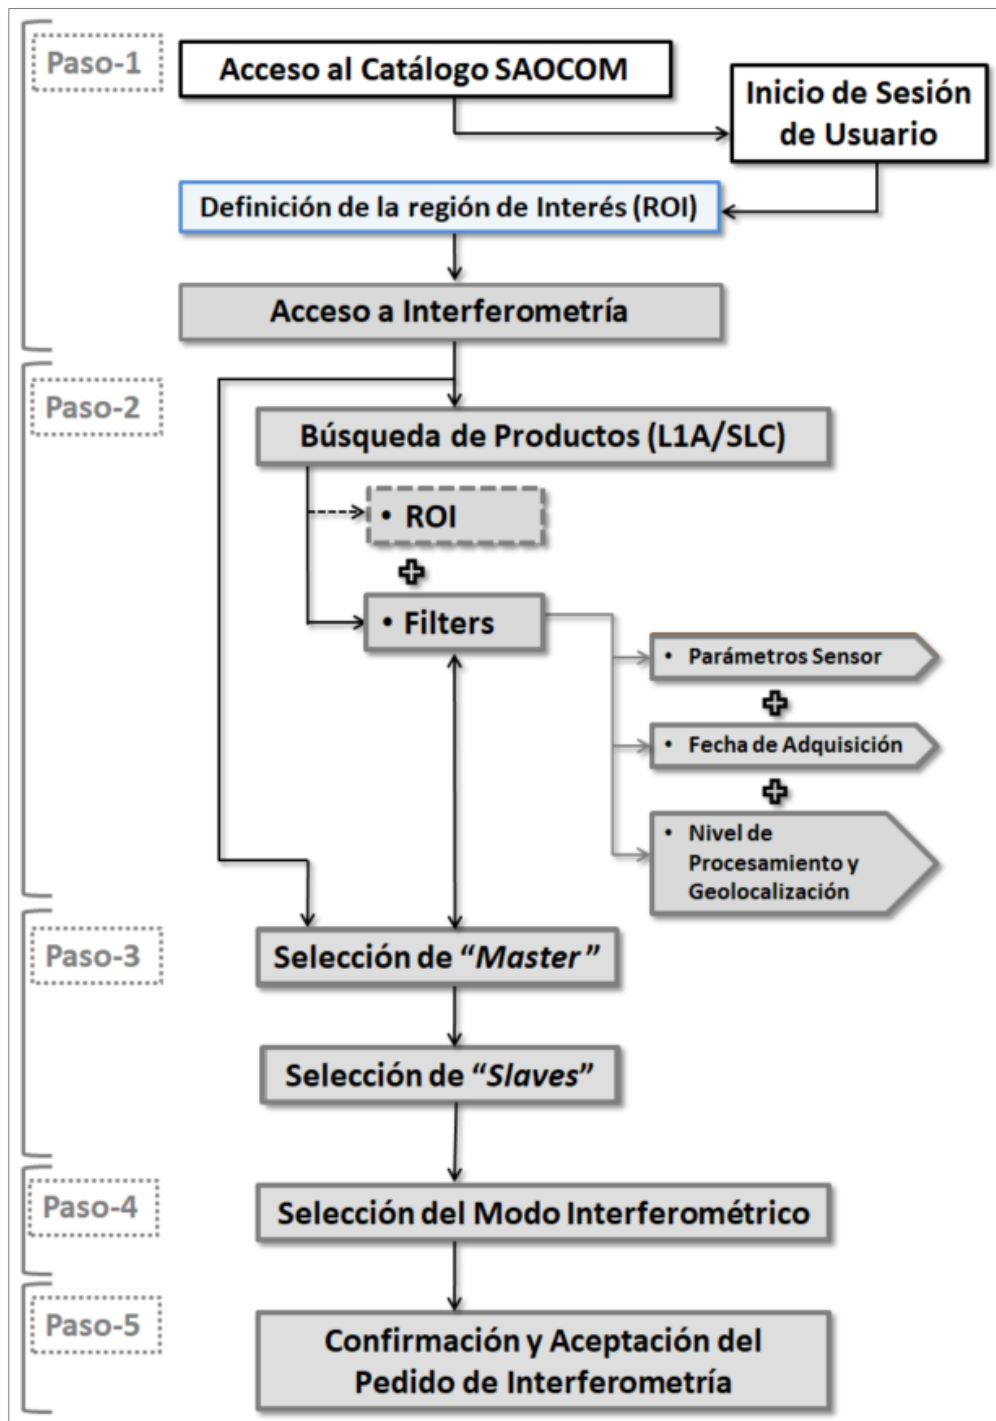 Paso-1
Acceso al Catálogo SAOCOM
Inicio de Sesión
de Usuario
Definición de la región de Interés (ROI)
Acceso a Interferometría
Paso-2
Búsqueda de Productos (L1A/SLC)
• ROI
• Filters
• Parámetros Sensor
• Fecha de Adquisición
• Nivel de
Procesamiento y
Geolocalización
Paso-3
Selección de “Master”
Selección de “Slaves”
Paso-4
Selección del Modo Interferométrico
Paso-5
Confirmación y Aceptación del
Pedido de Interferometría